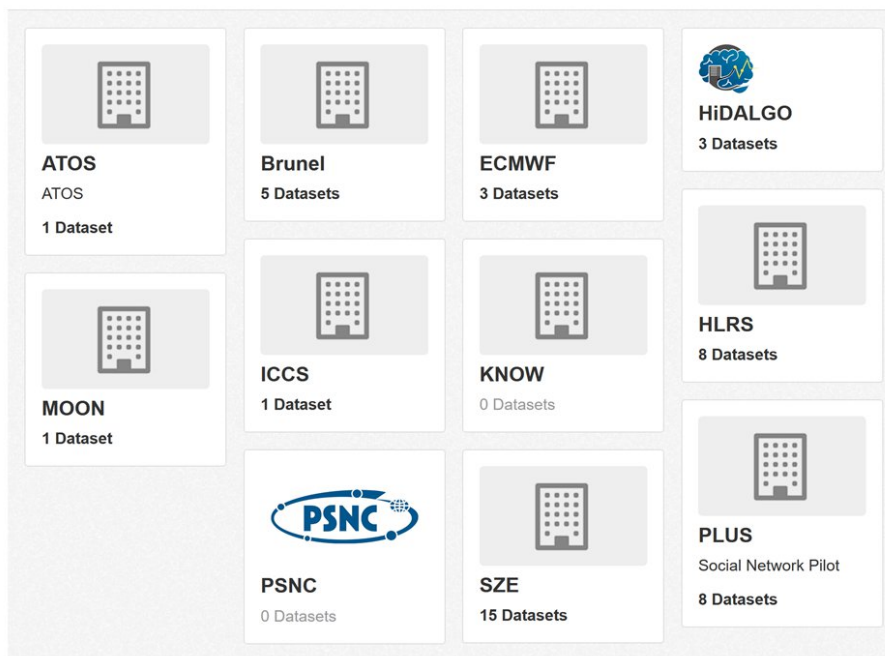 ATOS
ATOS
1 Dataset
Brunel
5 Datasets
ECMWF
3 Datasets
HiDALGO
3 Datasets
MOON
1 Dataset
ICCS
1 Dataset
KNOW
0 Datasets
HLRS
8 Datasets
PSNC
PSNC
0 Datasets
SZE
15 Datasets
PLUS
Social Network Pilot
8 Datasets